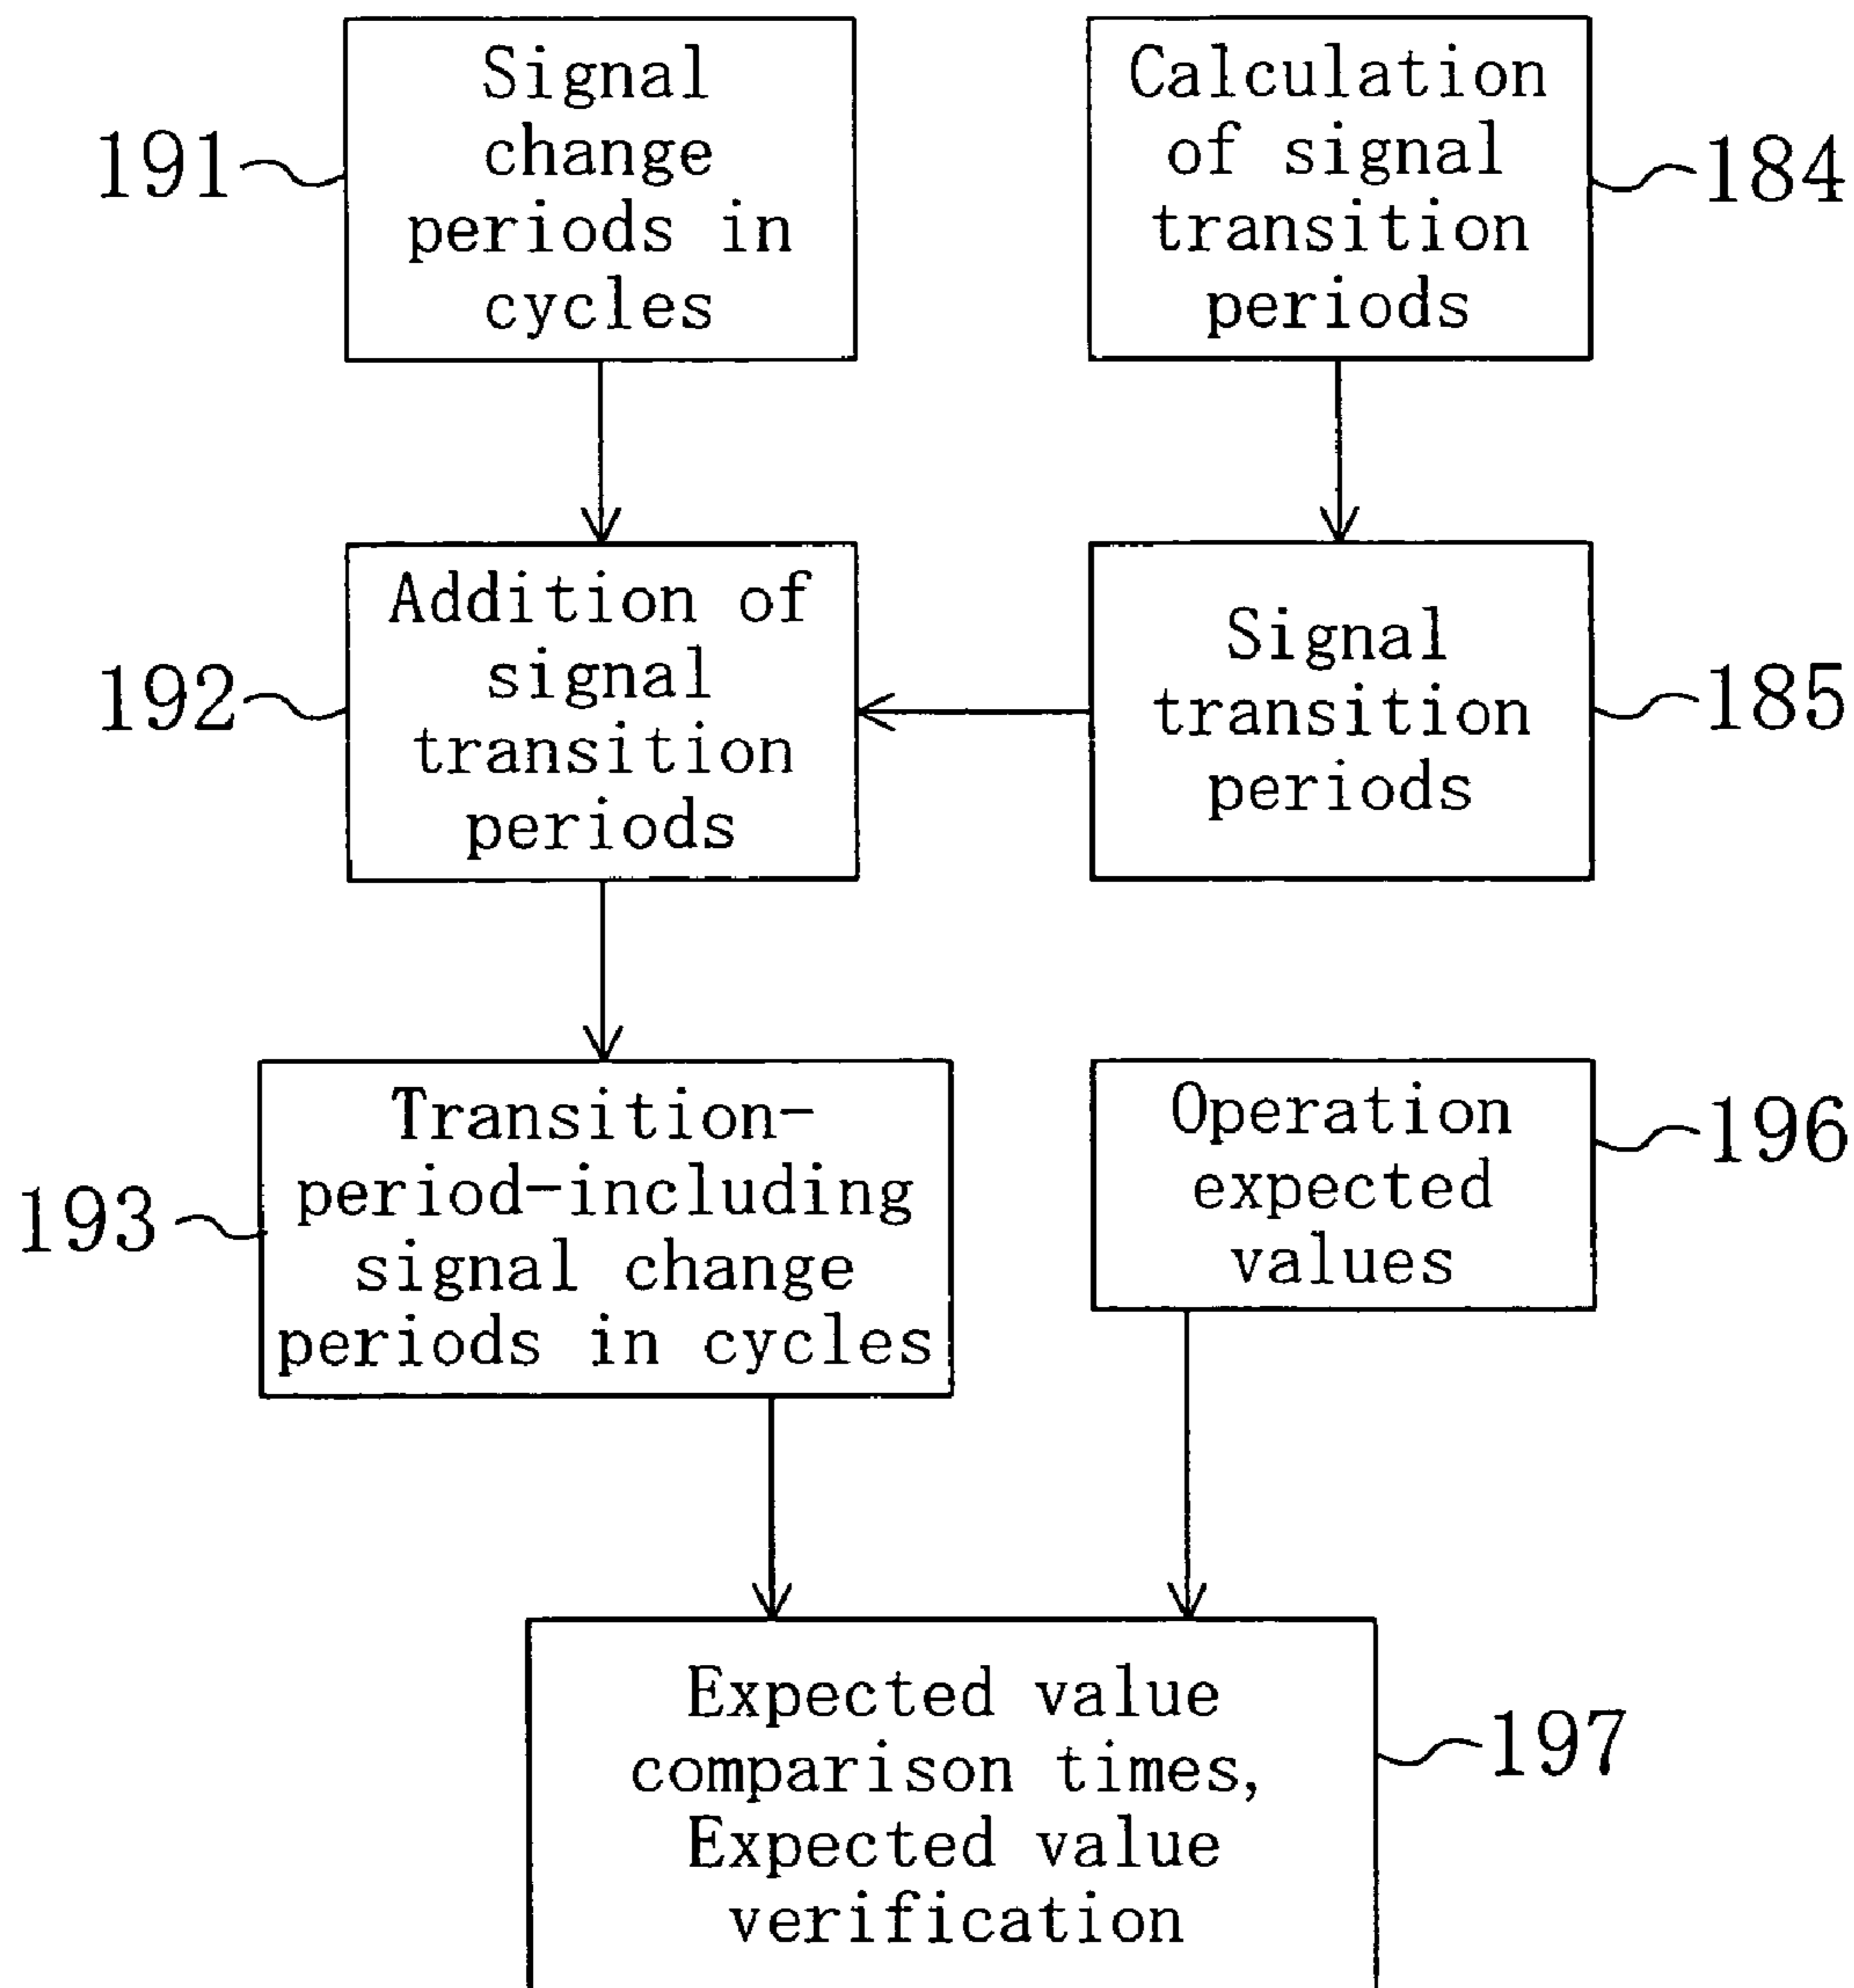 191
Signal
change
periods in
cycles
Calculation
of signal
transition
periods
184
192
Addition of
signal
transition
periods
Signal
transition
periods
185
193
Transition-
period-including
signal change
periods in cycles
Operation
expected
values
196
Expected value
comparison times,
Expected value
verification
197